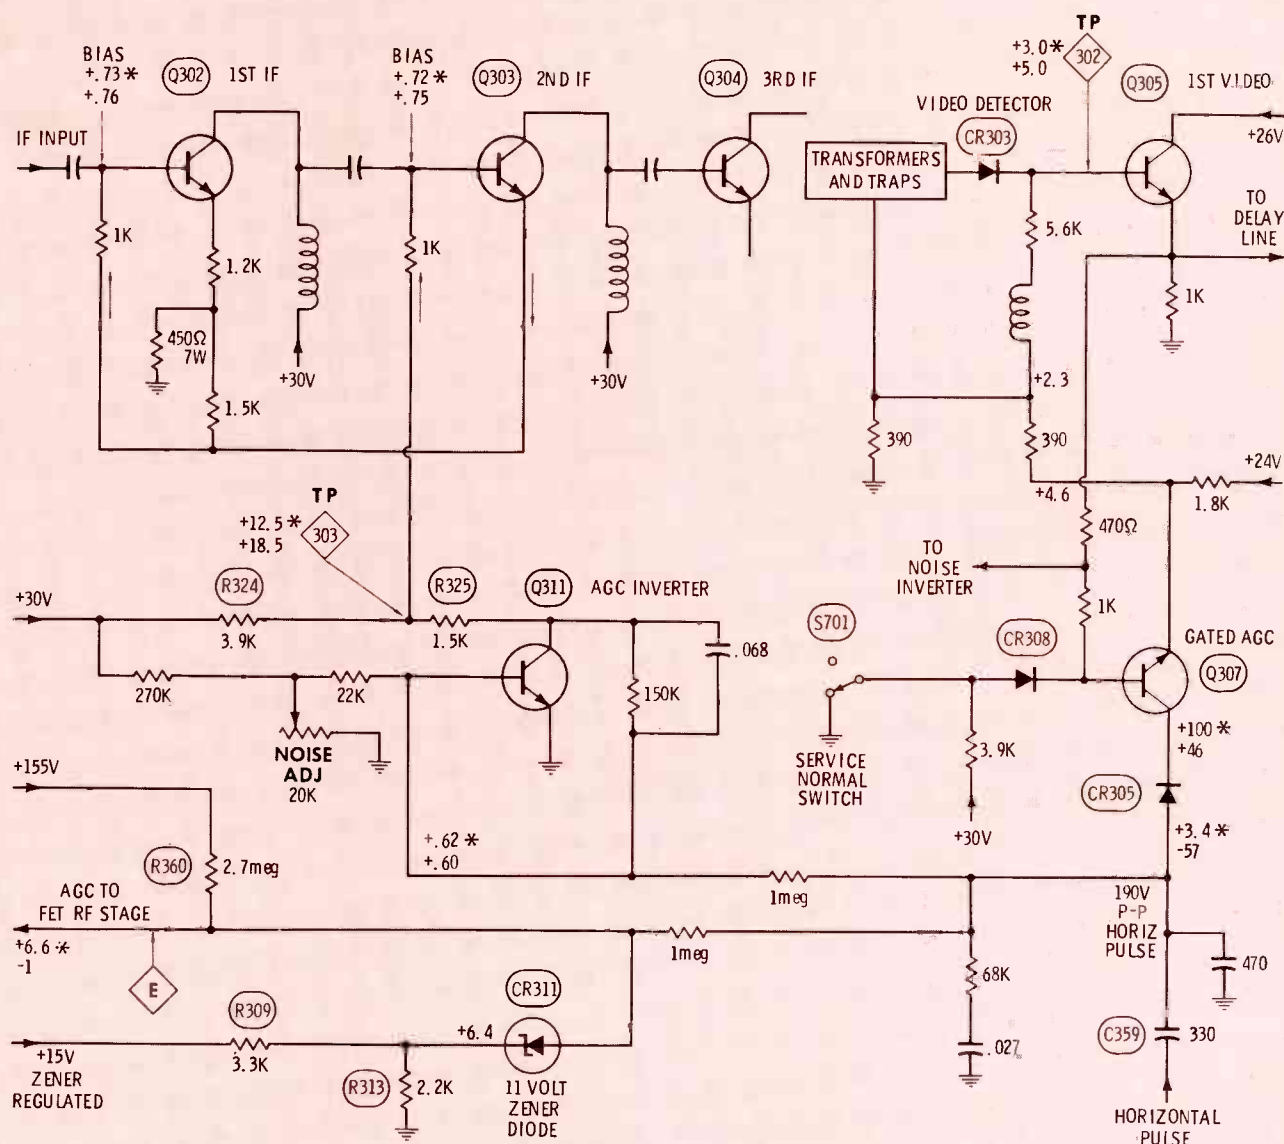 BIAS
+.73*
+.76
Q302 1ST IF
BIAS
+.72*
+.75
Q303 2ND IF
Q304 3RD IF
TP
+3.0*
+5.0
302
Q305 1ST VIDEO
VIDEO DETECTOR
CR303
IF INPUT
TRANSFORMERS
AND TRAPS
+26V
TO
DELAY
LINE
1K
1.2K
1K
5.6K
1K
450Ω
7W
+30V
+30V
+2.3
1.5K
390
390
+24V
+4.6
1.8K
TP
+12.5*
+18.5
303
470Ω
TO
NOISE
INVERTER
+30V
R324
3.9K
R325
1.5K
Q311 AGC INVERTER
.068
S701
CR308
1K
GATED AGC
Q307
270K
22K
150K
NOISE
ADJ
20K
3.9K
+100*
+46
SERVICE
NORMAL
SWITCH
+155V
CR305
+30V
+3.4*
-57
R360
2.7meg
+.62*
+.60
1meg
190V
P-P
HORIZ
PULSE
AGC TO
FET RF STAGE
+6.6*
-1
E
1meg
68K
470
R309
3.3K
+6.4
CR311
+15V
ZENER
REGULATED
R313
2.2K
11 VOLT
ZENER
DIODE
.027
C359
330
HORIZONTAL
PULSE